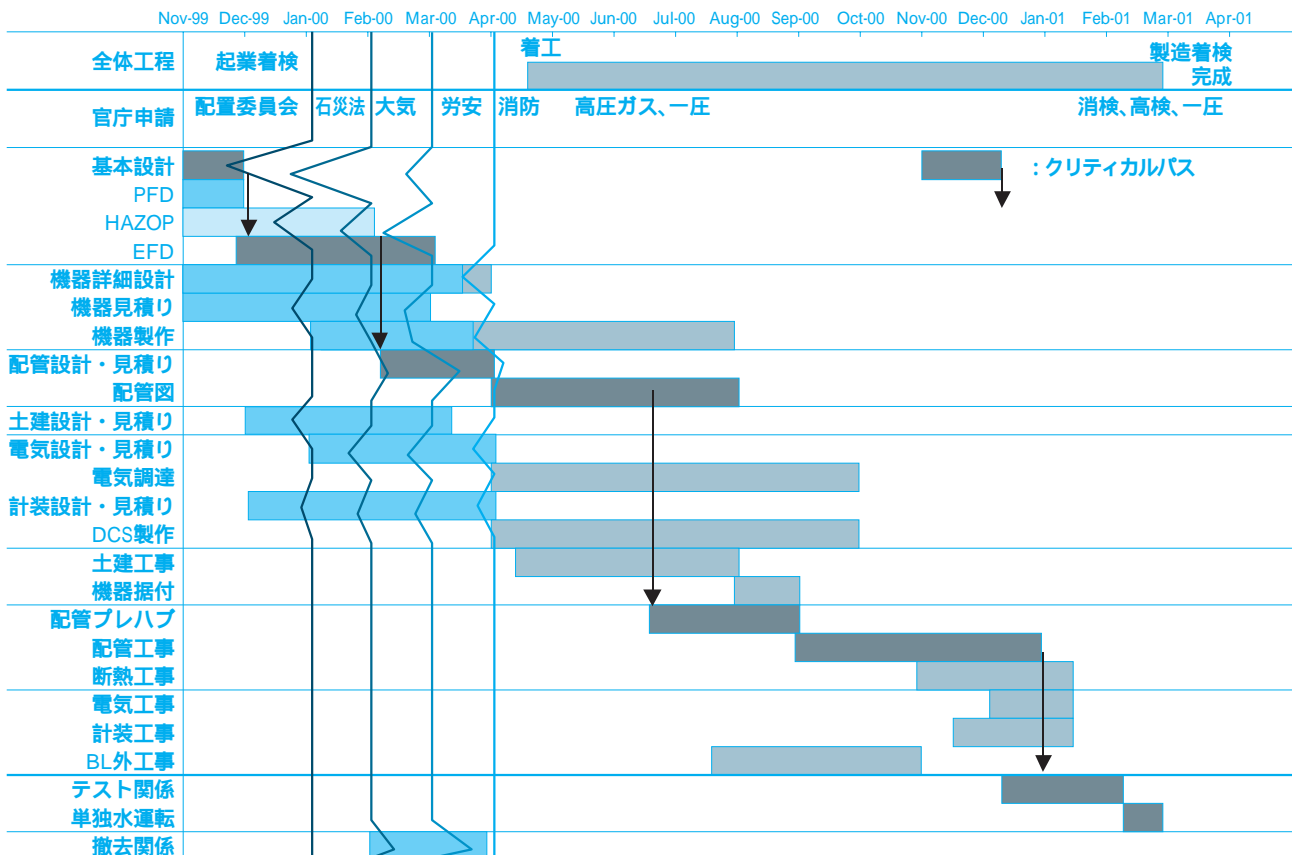 Nov-99 Dec-99 Jan-00 Feb-00 Mar-00 Apr-00 May-00 Jun-00 Jul-00 Aug-00 Sep-00 Oct-00 Nov-00 Dec-00 Jan-01 Feb-01 Mar-01 Apr-01
全体工程 起業着検 着工 製造着検
完成
官庁申請 配置委員会 石災法 大気 労安 消防 高圧ガス、一圧 消検、高検、一圧
基本設計 : クリティカルパス
PFD
HAZOP
EFD
機器詳細設計
機器見積り
機器製作
配管設計・見積り
配管図
土建設計・見積り
電気設計・見積り
電気調達
計装設計・見積り
DCS製作
土建工事
機器据付
配管プレハブ
配管工事
断熱工事
電気工事
計装工事
BL外工事
テスト関係
単独水運転
撤去関係